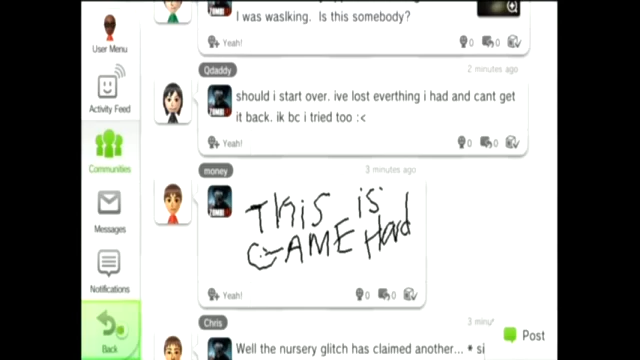 I was waslking. Is this somebody?
Yeah!
0
0
User Menu
Activity Feed
Communities
Messages
Notifications
Back
Qdaddy
2 minutes ago
should i start over. ive lost everthing i had and cant get
it back. ik bc i tried too :<
Yeah!
0
0
money
3 minutes ago
THiS iS
GAME Hard
Yeah!
0
0
Chris
3 minu
Well the nursery glitch has claimed another... * si
Post